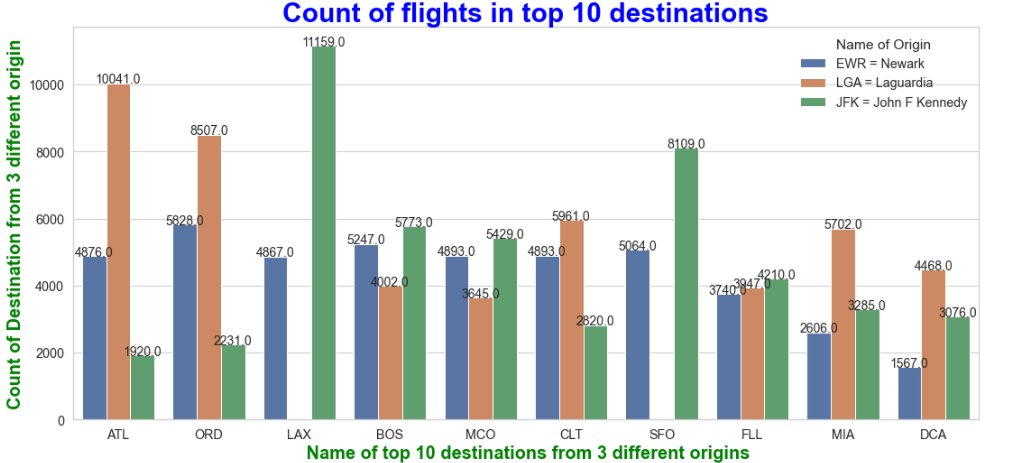 Count of flights in top 10 destinations
Count of Destination from 3 different origin
Name of Origin
EWR = Newark
LGA = Laguardia
JFK = John F Kennedy
10000
8000
6000
4000
2000
0
4876.0 10041.0 1920.0
5828.0 8507.0 2231.0
4867.0 11159.0
5247.0 4002.0 5773.0
4893.0 3645.0 5429.0
4893.0 5961.0 2820.0
5064.0 8109.0
3740.0 3947.0 4210.0
2606.0 5702.0 3285.0
1567.0 4468.0 3076.0
ATL ORD LAX BOS MCO CLT SFO FLL MIA DCA
Name of top 10 destinations from 3 different origins